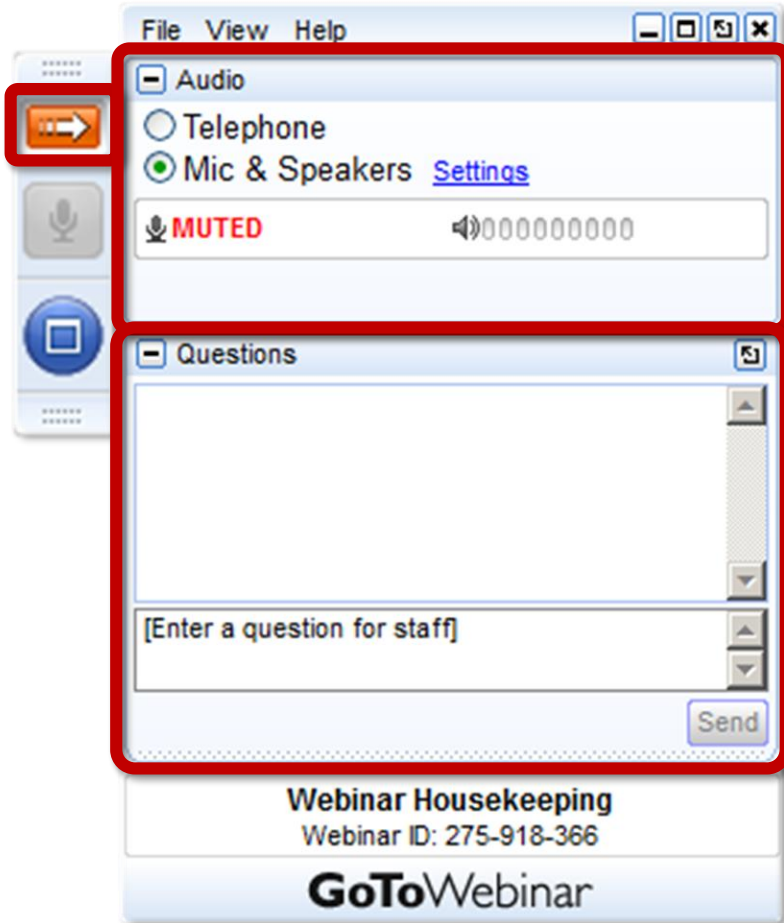 File View Help
Audio
Telephone
Mic & Speakers Settings
MUTED
Questions
[Enter a question for staff]
Send
Webinar Housekeeping
Webinar ID: 275-918-366
GoToWebinar